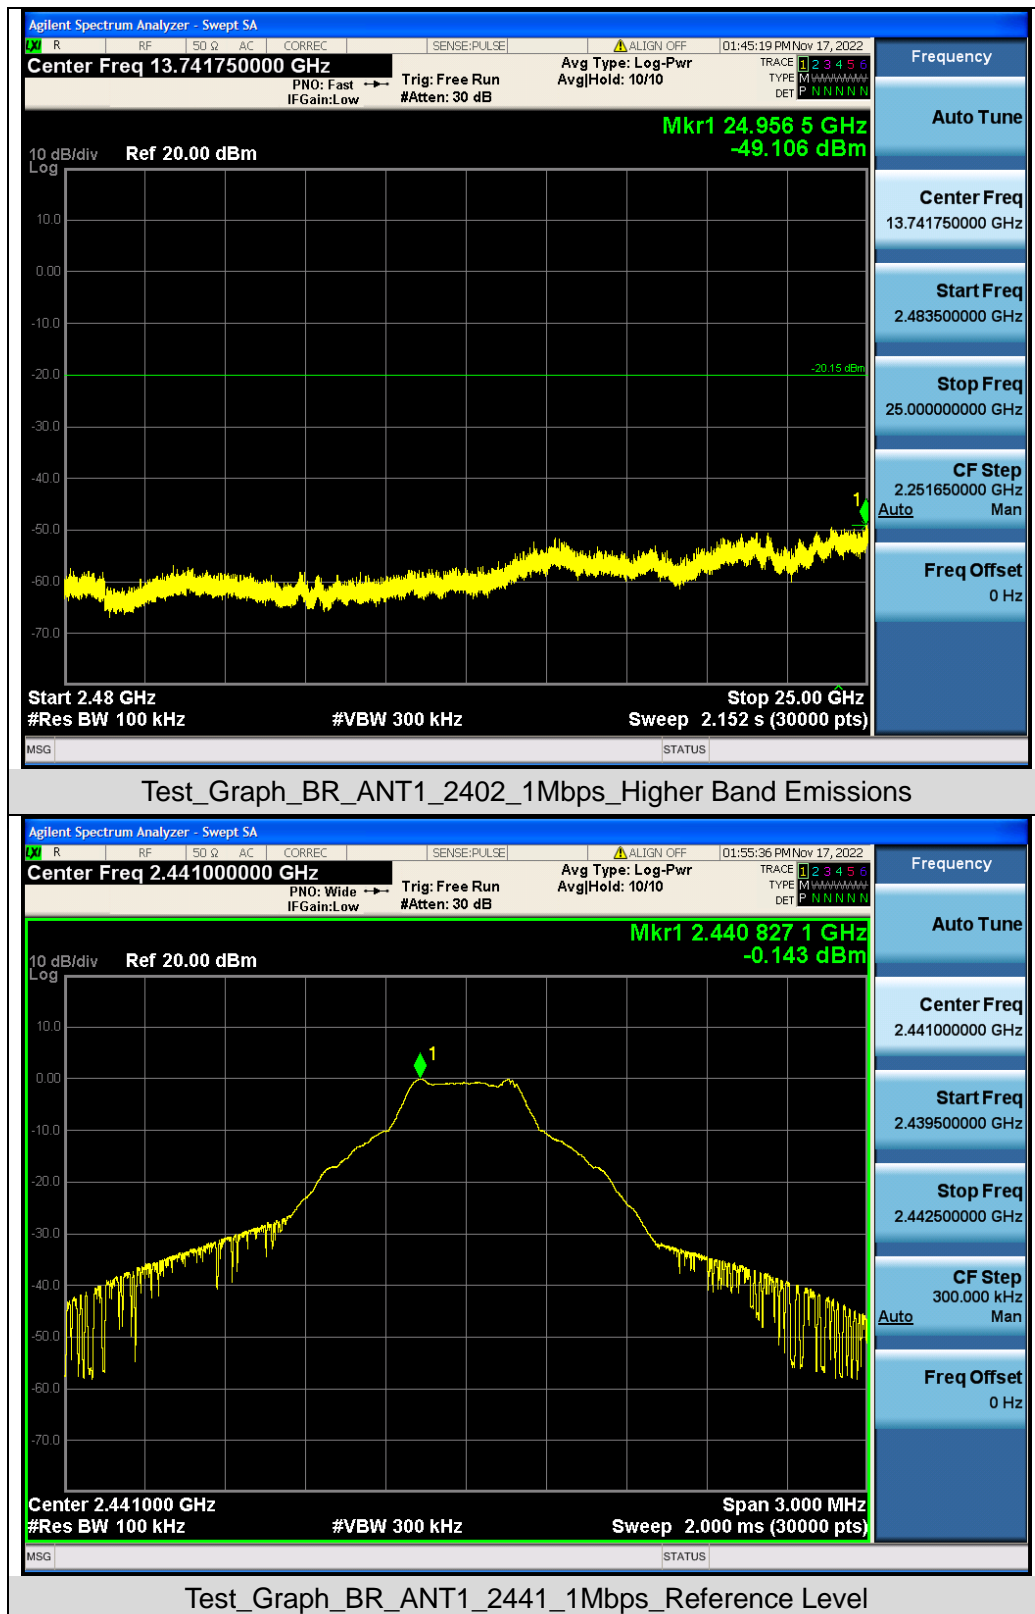 Agilent Spectrum Analyzer - Swept SA
LXI R RF 50 Ω AC CORREC SENSE:PULSE ALIGN OFF 01:45:19 PM Nov 17, 2022
Center Freq 13.741750000 GHz
PNO: Fast
IFGain:Low
Trig: Free Run
#Atten: 30 dB
Avg Type: Log-Pwr
Avg|Hold: 10/10
TRACE 1 2 3 4 5 6
TYPE M
DET P N N N N N
Mkr1 24.956 5 GHz
-49.106 dBm
10 dB/div Ref 20.00 dBm
Log
10.0
0.00
-10.0
-20.0
-20.15 dBm
-30.0
-40.0
1
-50.0
-60.0
-70.0
Start 2.48 GHz Stop 25.00 GHz
#Res BW 100 kHz #VBW 300 kHz Sweep 2.152 s (30000 pts)
MSG STATUS
Frequency
Auto Tune
Center Freq
13.741750000 GHz
Start Freq
2.483500000 GHz
Stop Freq
25.000000000 GHz
CF Step
2.251650000 GHz
Auto Man
Freq Offset
0 Hz
Test_Graph_BR_ANT1_2402_1Mbps_Higher Band Emissions
Agilent Spectrum Analyzer - Swept SA
LXI R RF 50 Ω AC CORREC SENSE:PULSE ALIGN OFF 01:55:36 PM Nov 17, 2022
Center Freq 2.441000000 GHz
PNO: Wide
IFGain:Low
Trig: Free Run
#Atten: 30 dB
Avg Type: Log-Pwr
Avg|Hold: 10/10
TRACE 1 2 3 4 5 6
TYPE M
DET P N N N N N
Mkr1 2.440 827 1 GHz
-0.143 dBm
10 dB/div Ref 20.00 dBm
Log
10.0
1
0.00
-10.0
-20.0
-30.0
-40.0
-50.0
-60.0
-70.0
Center 2.441000 GHz Span 3.000 MHz
#Res BW 100 kHz #VBW 300 kHz Sweep 2.000 ms (30000 pts)
MSG STATUS
Frequency
Auto Tune
Center Freq
2.441000000 GHz
Start Freq
2.439500000 GHz
Stop Freq
2.442500000 GHz
CF Step
300.000 kHz
Auto Man
Freq Offset
0 Hz
Test_Graph_BR_ANT1_2441_1Mbps_Reference Level